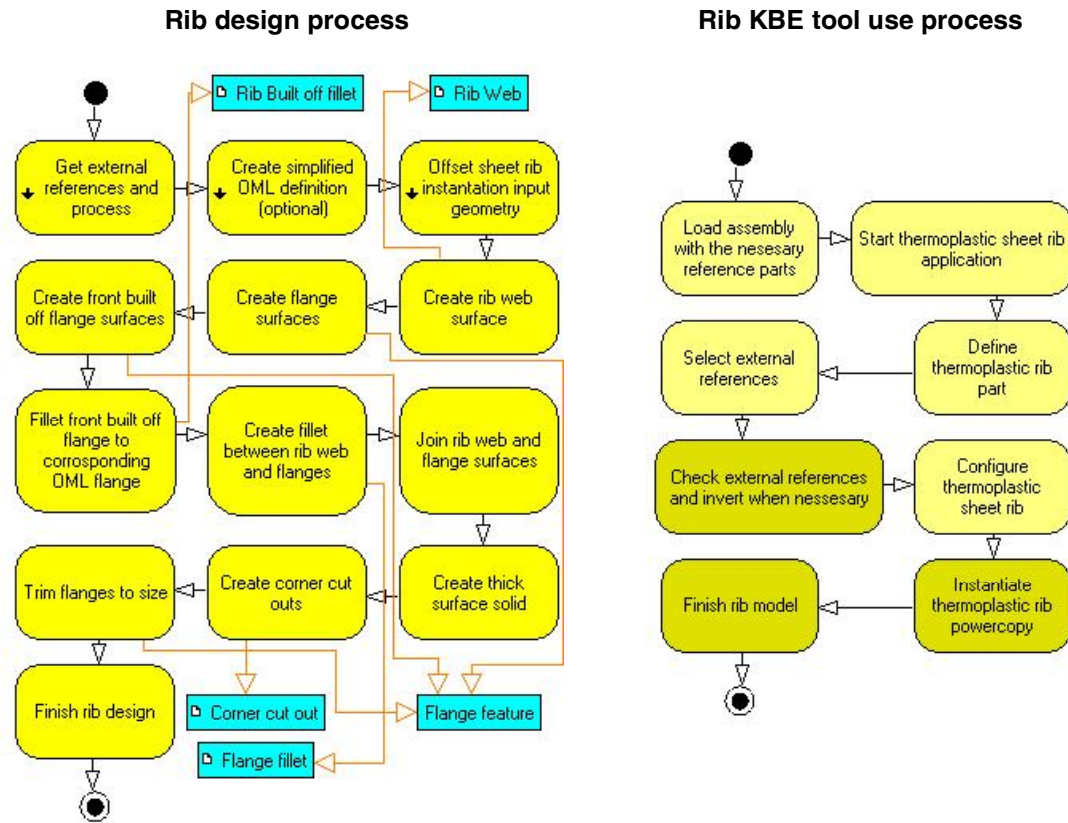 Rib design process
Rib KBE tool use process
Rib Built off fillet
Rib Web
Get external
references and
process
Create simplified
OML definition
(optional)
Offset sheet rib
instantation input
geometry
Create front built
off flange surfaces
Create flange
surfaces
Create rib web
surface
Fillet front built off
flange to
corrosponding
OML flange
Create fillet
between rib web
and flanges
Join rib web and
flange surfaces
Trim flanges to size
Create corner cut
outs
Create thick
surface solid
Finish rib design
Corner cut out
Flange feature
Flange fillet
Load assembly
with the nesesary
reference parts
Start thermoplastic sheet rib
application
Select external
references
Define
thermoplastic rib
part
Check external references
and invert when nessesary
Configure
thermoplastic
sheet rib
Finish rib model
Instantiate
thermoplastic rib
powercopy